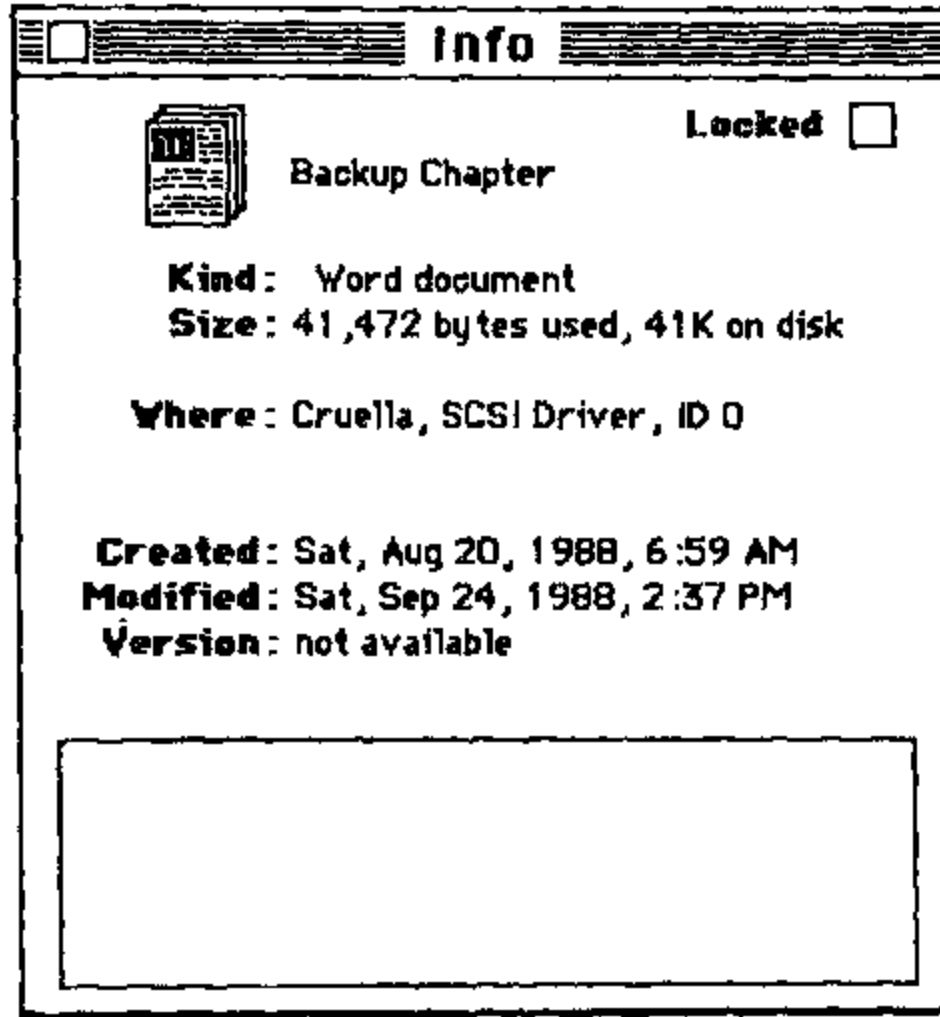 Info
Locked
Backup Chapter
Kind: Word document
Size: 41,472 bytes used, 41K on disk
Where: Cruella, SCSI Driver, ID 0
Created: Sat, Aug 20, 1988, 6:59 AM
Modified: Sat, Sep 24, 1988, 2:37 PM
Version: not available